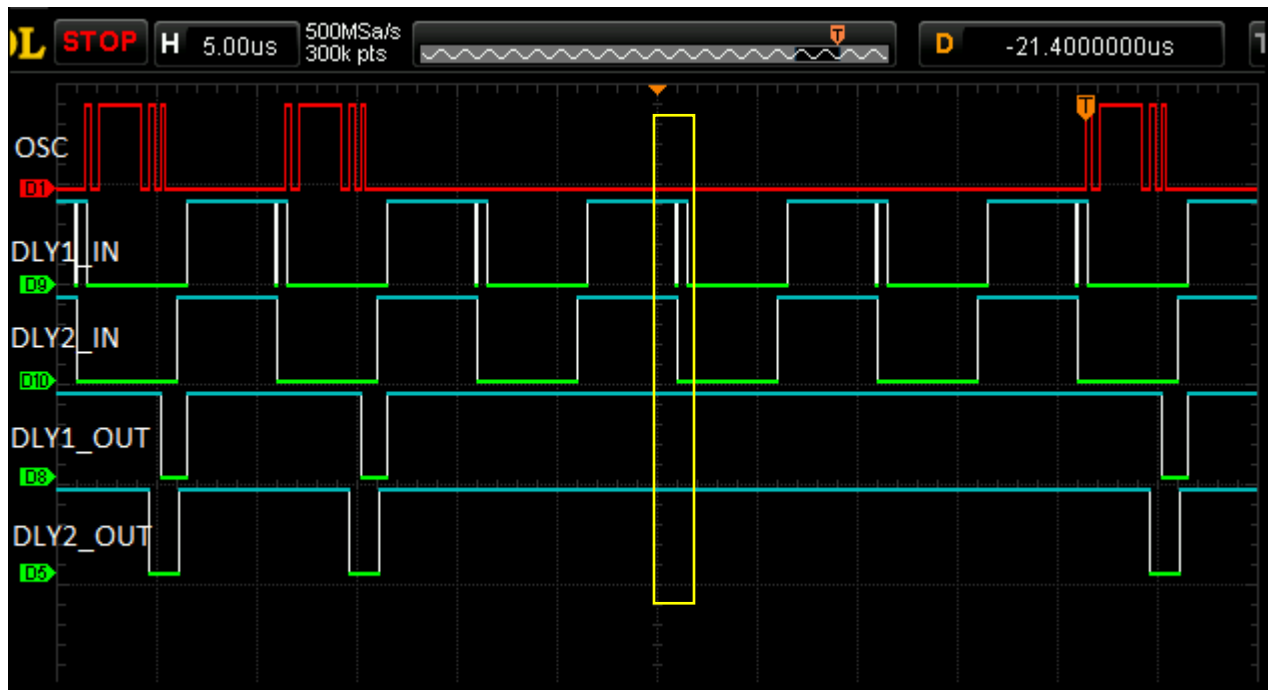 OL STOP H 5.00us 500MSa/s
300k pts
T
D -21.4000000us
T
OSC
D1
DLY1_IN
D9
DLY2_IN
D10
DLY1_OUT
D8
DLY2_OUT
D5